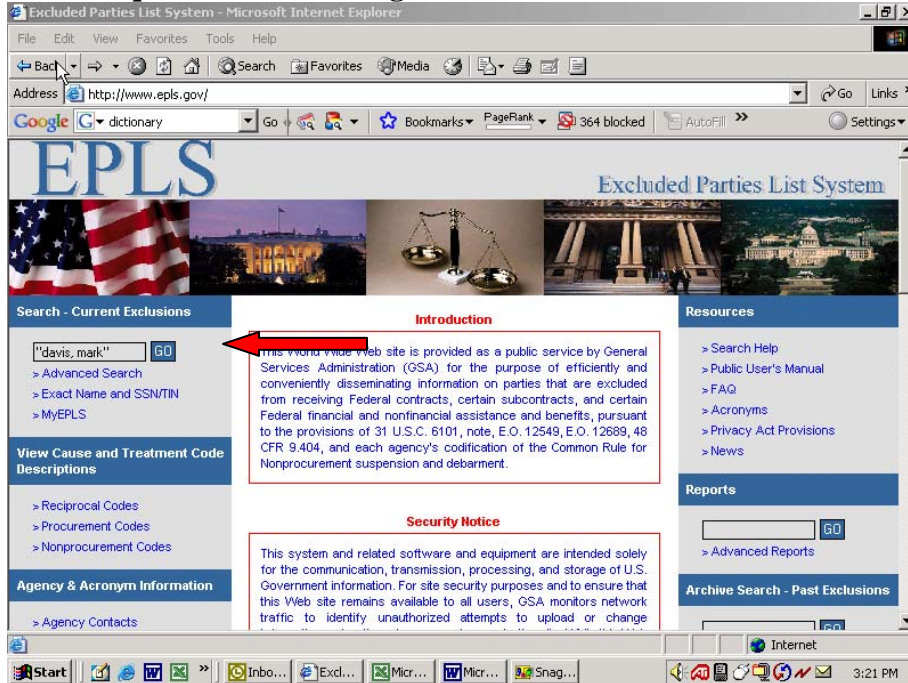 Excluded Parties List System - Microsoft Internet Explorer
File Edit View Favorites Tools Help
Back Search Favorites Media
Address http://www.epls.gov/ Go Links
Google G dictionary Go Bookmarks PageRank 364 blocked AutoFill » Settings
EPLS
Excluded Parties List System
Search - Current Exclusions
"davis, mark" GO
> Advanced Search
> Exact Name and SSN/TIN
> MyEPLS
View Cause and Treatment Code
Descriptions
> Reciprocal Codes
> Procurement Codes
> Nonprocurement Codes
Agency & Acronym Information
> Agency Contacts
Introduction
This World Wide Web site is provided as a public service by General
Services Administration (GSA) for the purpose of efficiently and
conveniently disseminating information on parties that are excluded
from receiving Federal contracts, certain subcontracts, and certain
Federal financial and nonfinancial assistance and benefits, pursuant
to the provisions of 31 U.S.C. 6101, note, E.O. 12549, E.O. 12689, 48
CFR 9.404, and each agency's codification of the Common Rule for
Nonprocurement suspension and debarment.
Security Notice
This system and related software and equipment are intended solely
for the communication, transmission, processing, and storage of U.S.
Government information. For site security purposes and to ensure that
this Web site remains available to all users, GSA monitors network
traffic to identify unauthorized attempts to upload or change
Resources
> Search Help
> Public User's Manual
> FAQ
> Acronyms
> Privacy Act Provisions
> News
Reports
GO
> Advanced Reports
Archive Search - Past Exclusions
GO
Internet
Start » Inbo... Excl... Micr... Micr... Snag... 3:21 PM